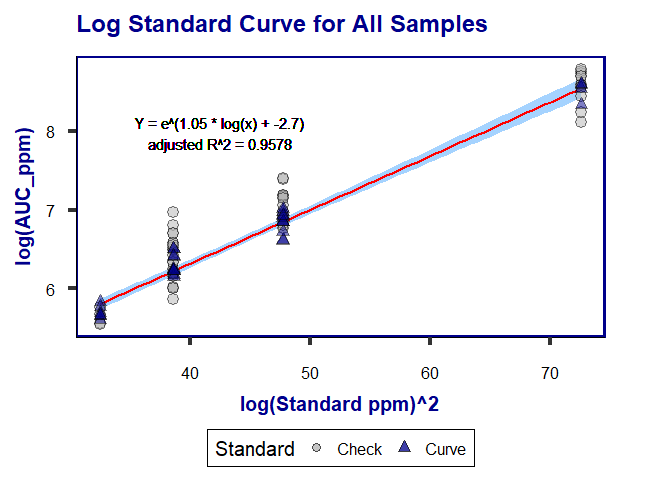 Log Standard Curve for All Samples
log(AUC_ppm)
8
7
6
Y = e^(1.05 * log(x) + -2.7)
adjusted R^2 = 0.9578
40 50 60 70
log(Standard ppm)^2
Standard Check Curve